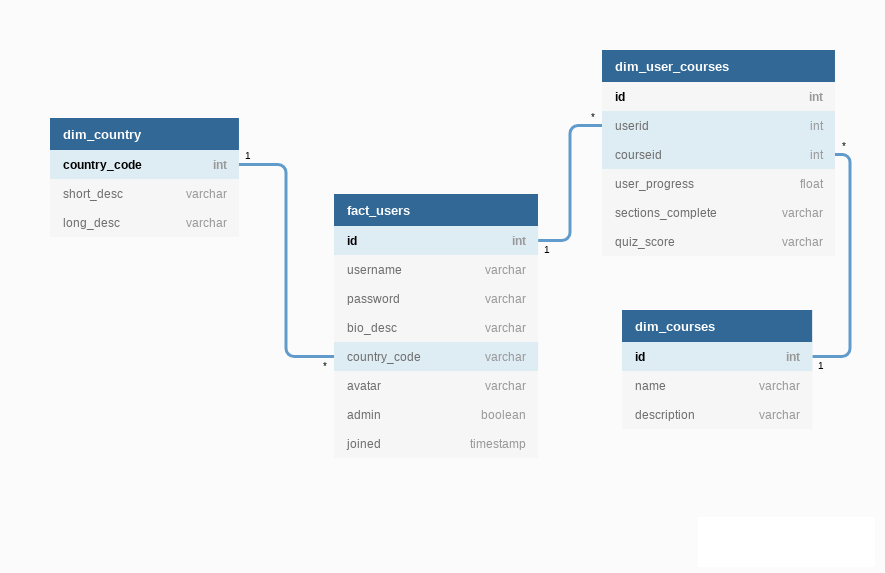 dim_country
country_code int
short_desc varchar
long_desc varchar
1
*
fact_users
id int
username varchar
password varchar
bio_desc varchar
country_code varchar
avatar varchar
admin boolean
joined timestamp
1
*
dim_user_courses
id int
userid int
courseid int
user_progress float
sections_complete varchar
quiz_score varchar
*
1
dim_courses
id int
name varchar
description varchar